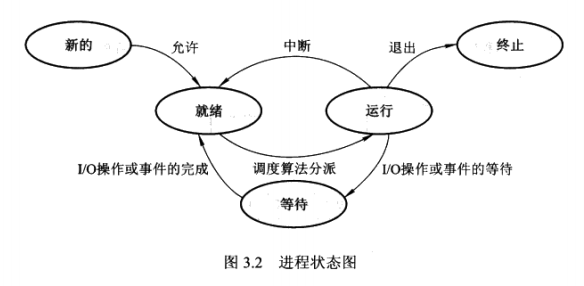 新的
允许
中断
退出
终止
就绪
运行
I/O操作或事件的完成
调度算法分派
I/O操作或事件的等待
等待
图 3.2 进程状态图